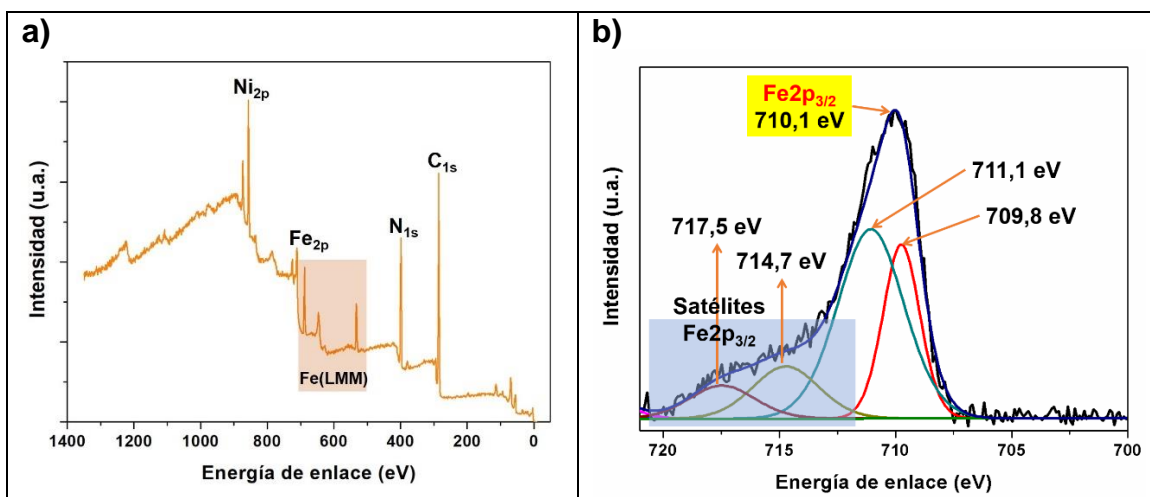 a)
Ni2p
C1s
N1s
Fe2p
Fe(LMM)
Intensidad (u.a.)
1400 1200 1000 800 600 400 200 0
Energía de enlace (eV)
b)
Fe2p3/2
710,1 eV
711,1 eV
709,8 eV
717,5 eV
714,7 eV
Satélites
Fe2p3/2
Intensidad (u.a.)
720 715 710 705 700
Energía de enlace (eV)